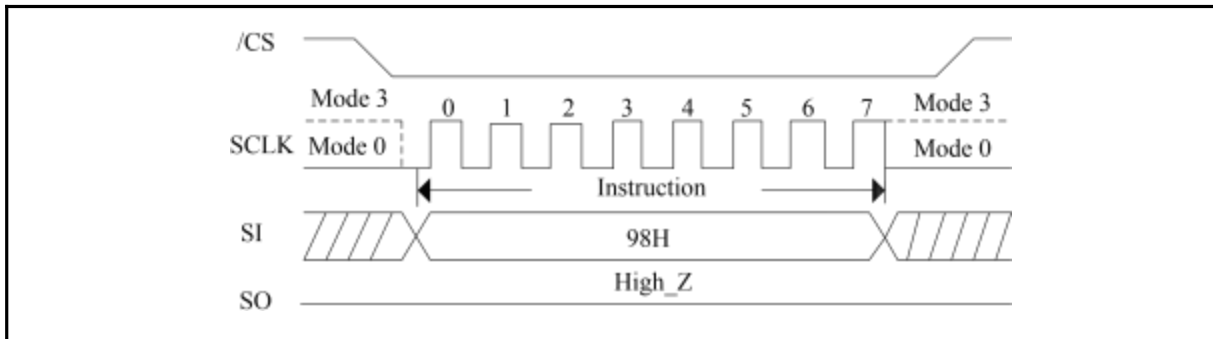 /CS
Mode 3 0 1 2 3 4 5 6 7 Mode 3
SCLK Mode 0 Mode 0
Instruction
SI 98H
High_Z
SO